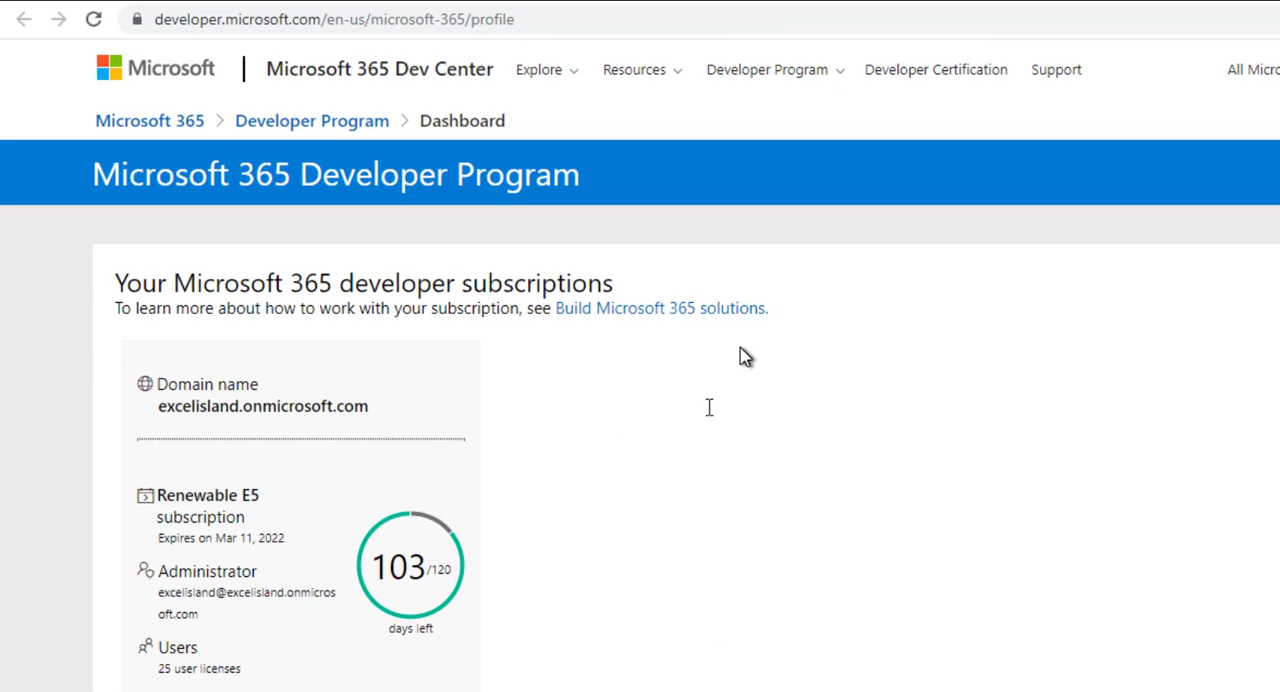 developer.microsoft.com/en-us/microsoft-365/profile
Microsoft | Microsoft 365 Dev Center Explore Resources Developer Program Developer Certification Support All Micro
Microsoft 365 > Developer Program > Dashboard
Microsoft 365 Developer Program
Your Microsoft 365 developer subscriptions
To learn more about how to work with your subscription, see Build Microsoft 365 solutions.
Domain name
excelisland.onmicrosoft.com
Renewable E5
subscription
Expires on Mar 11, 2022
103/120
days left
Administrator
excelisland@excelisland.onmicros
oft.com
Users
25 user licenses